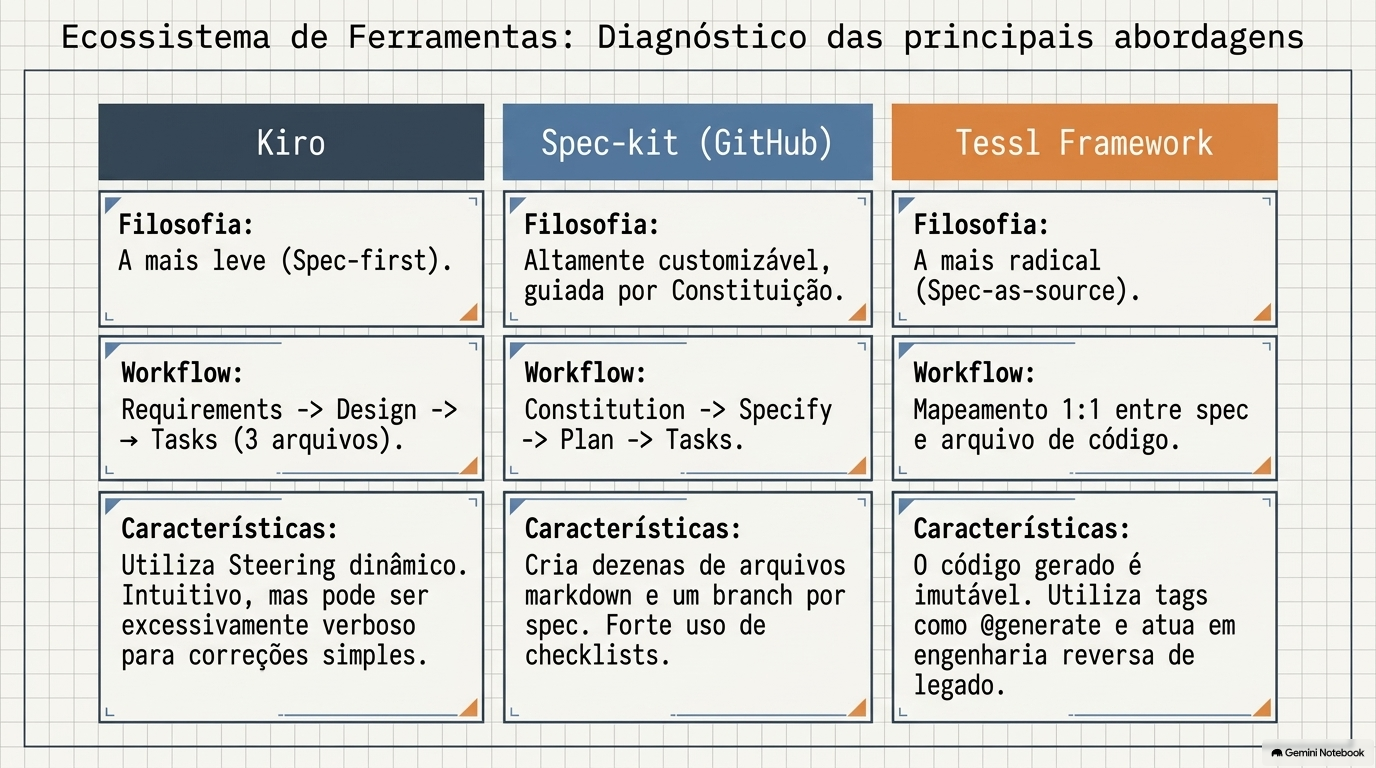 Ecossistema de Ferramentas: Diagnóstico das principais abordagens
Kiro
Filosofia:
A mais leve (Spec-first).
Workflow:
Requirements -> Design ->
→ Tasks (3 arquivos).
Características:
Utiliza Steering dinâmico.
Intuitivo, mas pode ser
excessivamente verboso
para correções simples.
Spec-kit (GitHub)
Filosofia:
Altamente customizável,
guiada por Constituição.
Workflow:
Constitution -> Specify
-> Plan -> Tasks.
Características:
Cria dezenas de arquivos
markdown e um branch por
spec. Forte uso de
checklists.
Tessl Framework
Filosofia:
A mais radical
(Spec-as-source).
Workflow:
Mapeamento 1:1 entre spec
e arquivo de código.
Características:
O código gerado é
imutável. Utiliza tags
como @generate e atua em
engenharia reversa de
legado.
Gemini Notebook